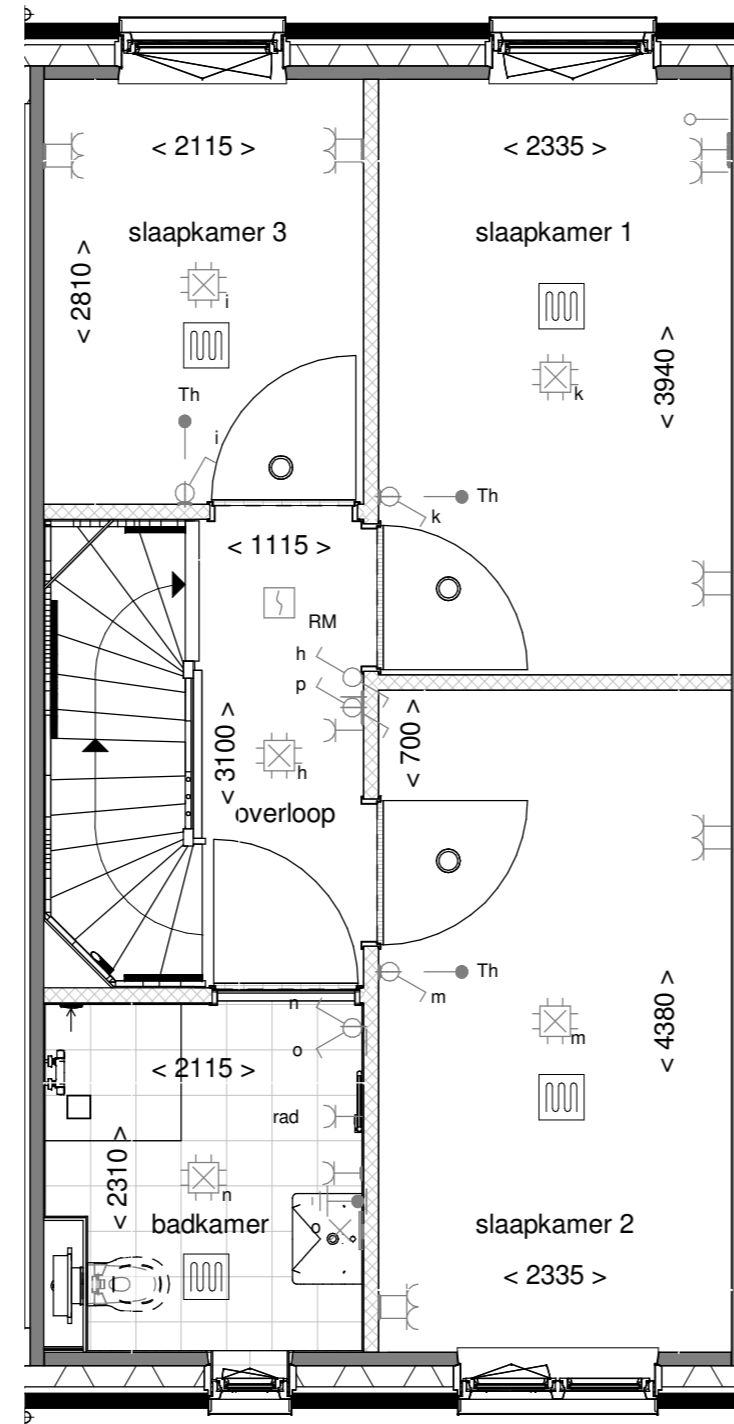 < 2115 >
< 2335 >
slaapkamer 3
slaapkamer 1
< 2810 >
i
< 3940 >
k
Th
i
Th
k
< 1115 >
RM
h
p
< 3100 >
< 700 >
h
overloop
Th
m
n
o
< 2115 >
m
< 4380 >
rad
< 2310 >
n
o
badkamer
slaapkamer 2
< 2335 >